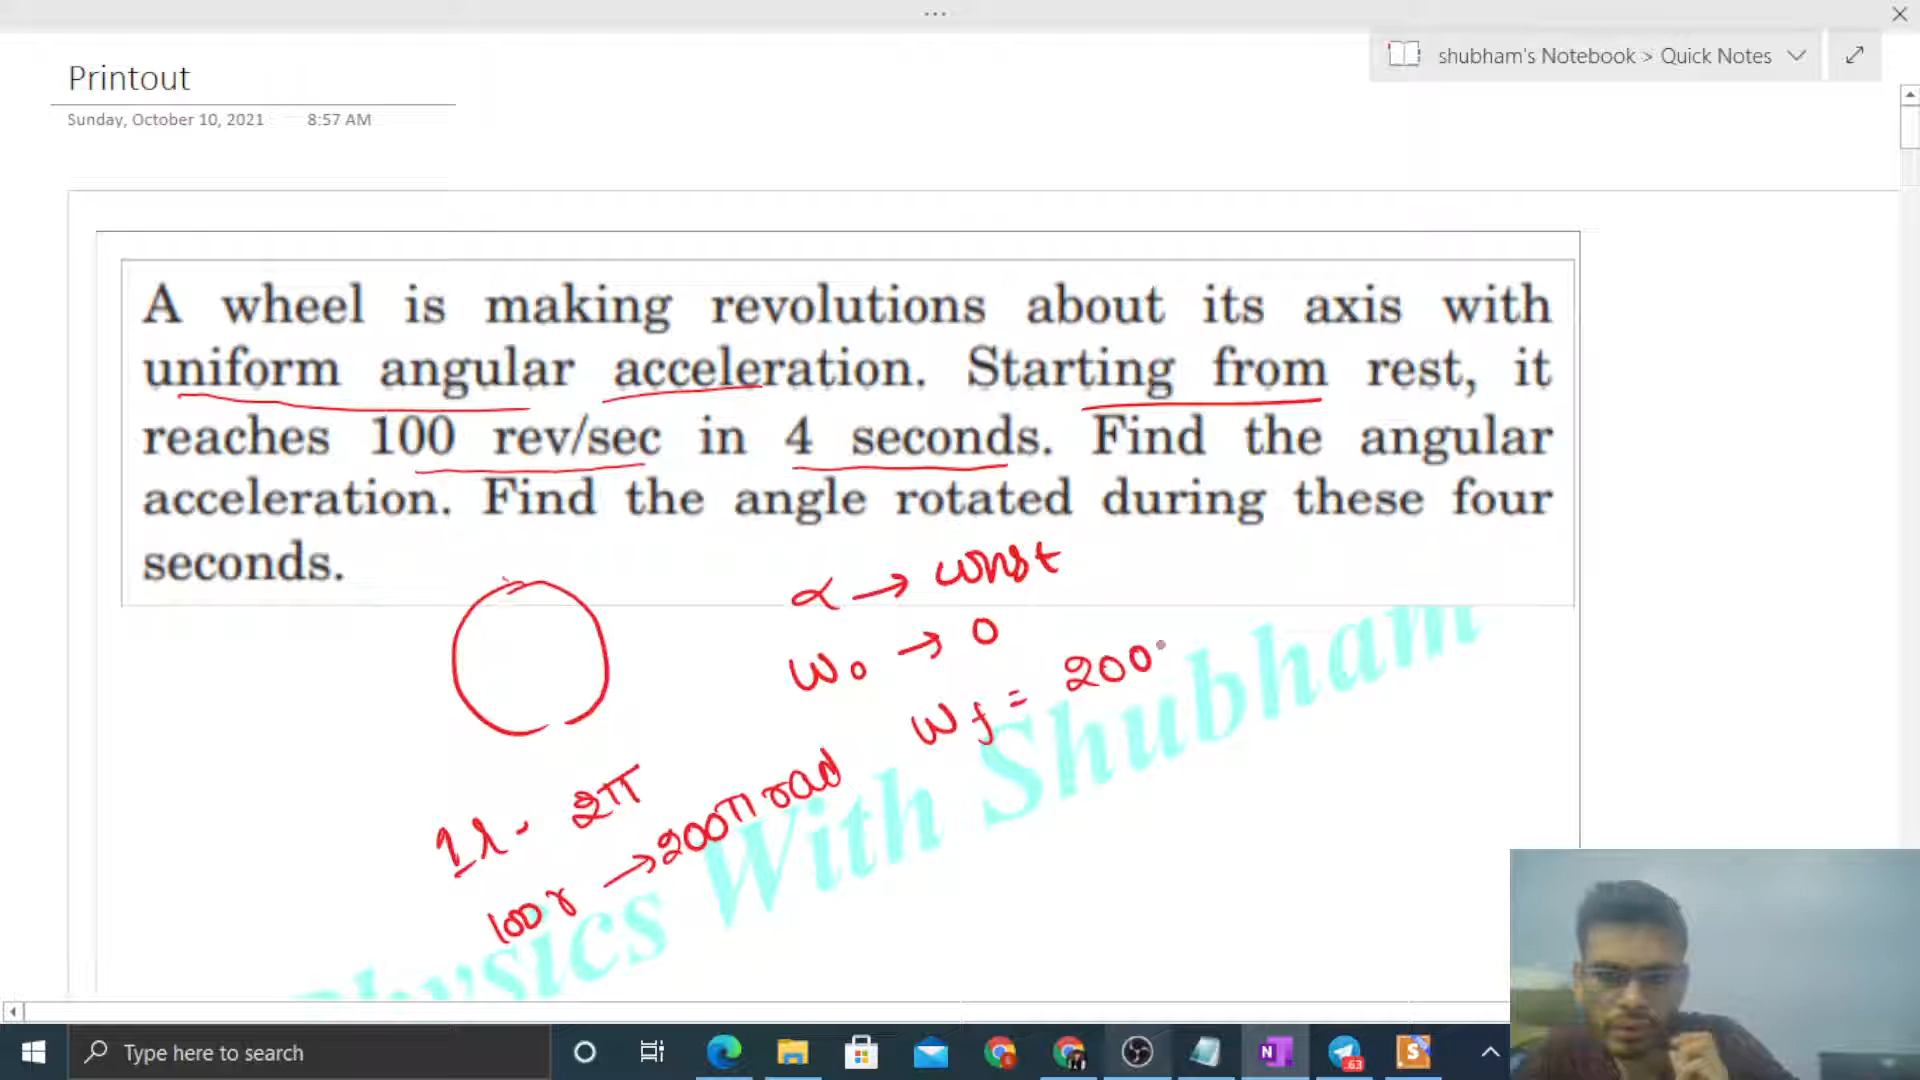 ...
shubham's Notebook > Quick Notes
Printout
Sunday, October 10, 2021 8:57 AM
A wheel is making revolutions about its axis with
uniform angular acceleration. Starting from rest, it
reaches 100 rev/sec in 4 seconds. Find the angular
acceleration. Find the angle rotated during these four
seconds.
α → const
ω₀ → 0
ωf = 200
1r - 2π
100r → 200π rad
Physics With Shubham
Type here to search
63